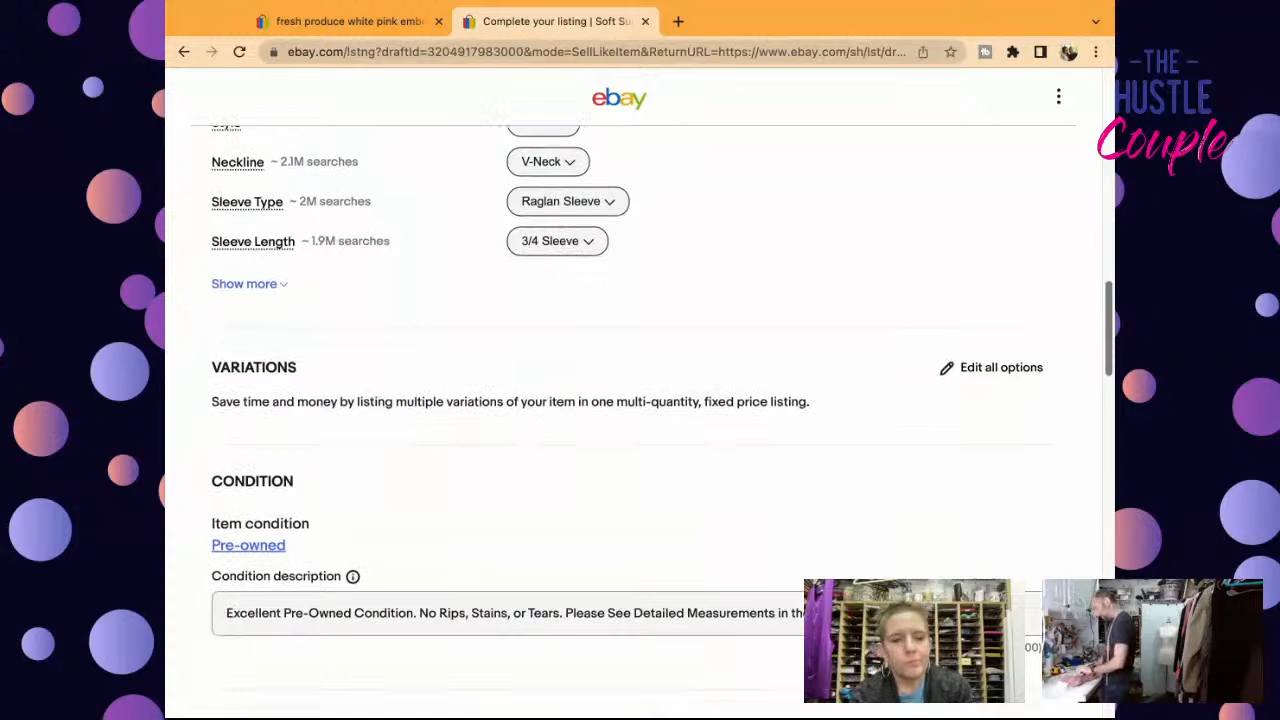 fresh produce white pink emb
Complete your listing | Soft Su
ebay.com/lstng?draftId=3204917983000&mode=SellLikeItem&ReturnURL=https://www.ebay.com/sh/lst/dr...
-THE-
HUSTLE
Couple
ebay
Style
Neckline ~ 2.1M searches V-Neck
Sleeve Type ~ 2M searches Raglan Sleeve
Sleeve Length ~ 1.9M searches 3/4 Sleeve
Show more
VARIATIONS Edit all options
Save time and money by listing multiple variations of your item in one multi-quantity, fixed price listing.
CONDITION
Item condition
Pre-owned
Condition description
Excellent Pre-Owned Condition. No Rips, Stains, or Tears. Please See Detailed Measurements in th
00)